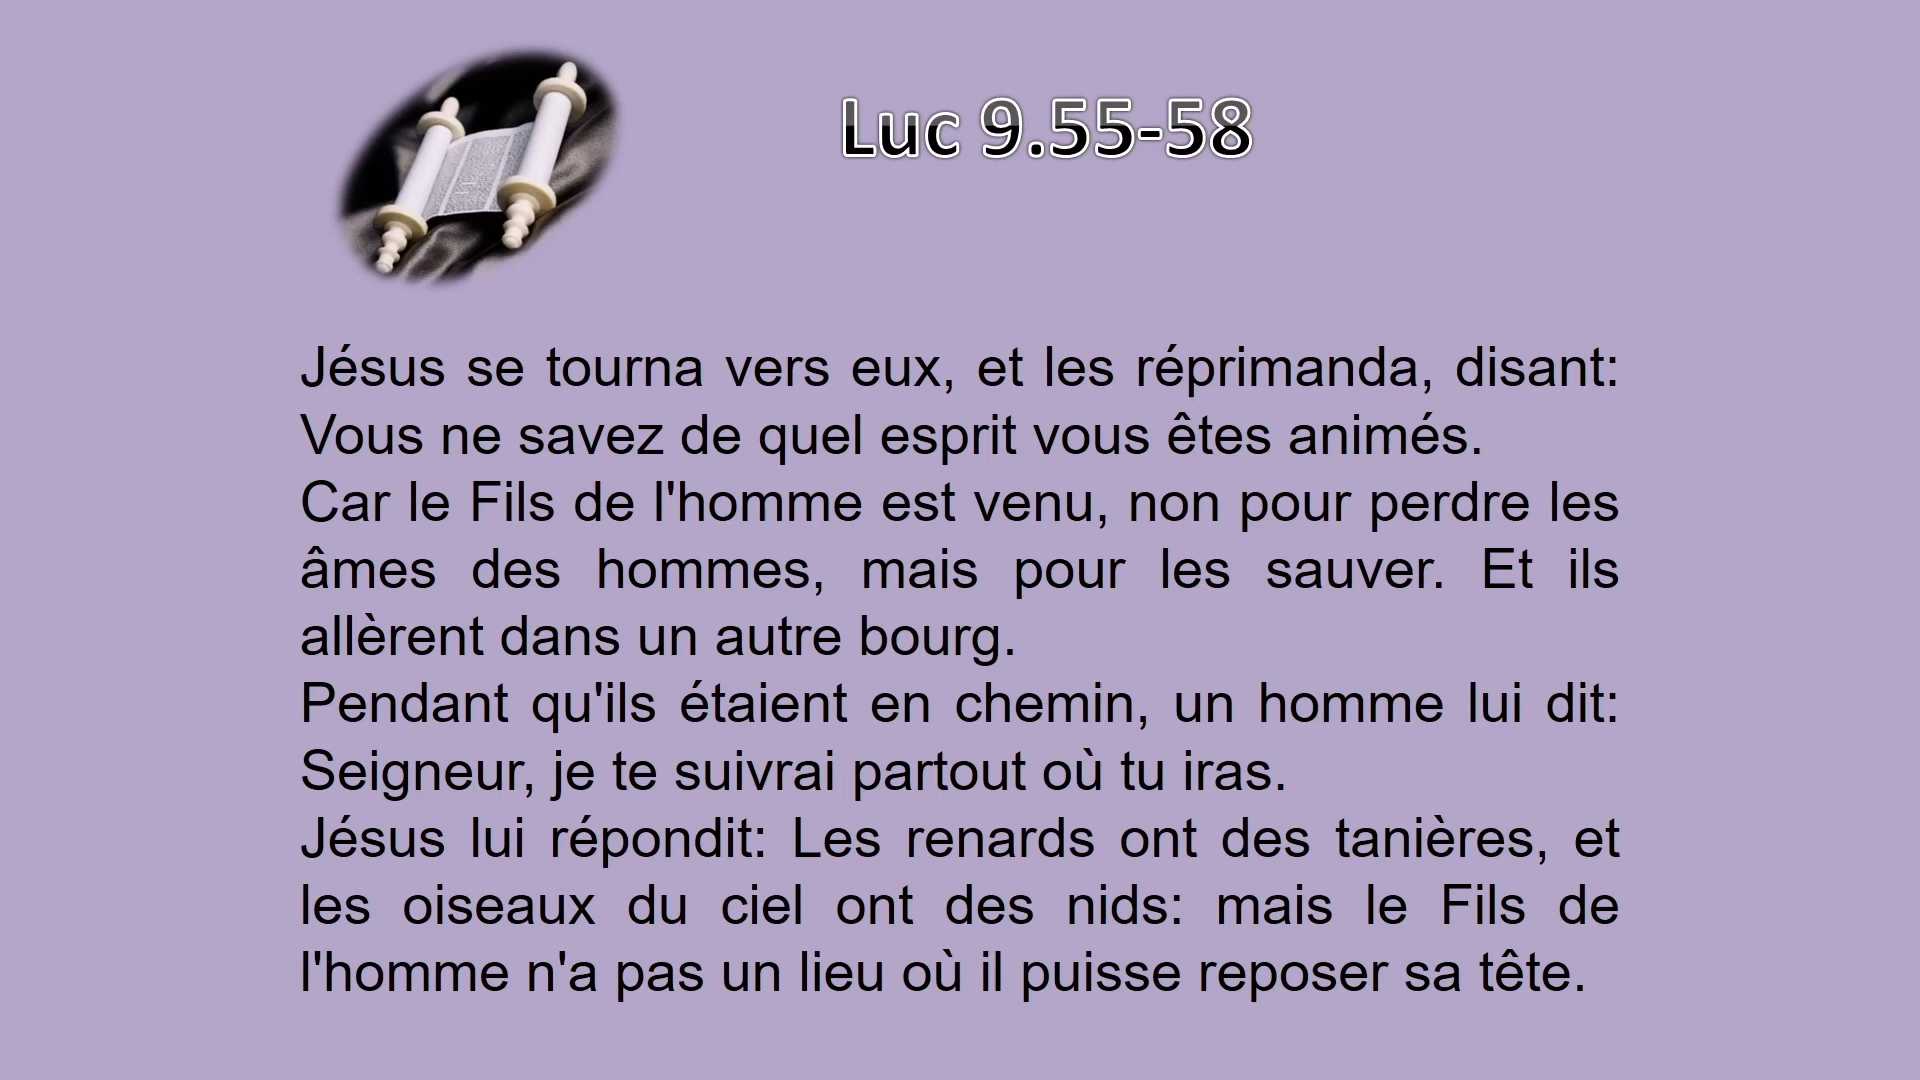 Luc 9.55-58
Jésus se tourna vers eux, et les réprimanda, disant:
Vous ne savez de quel esprit vous êtes animés.
Car le Fils de l'homme est venu, non pour perdre les
âmes des hommes, mais pour les sauver. Et ils
allèrent dans un autre bourg.
Pendant qu'ils étaient en chemin, un homme lui dit:
Seigneur, je te suivrai partout où tu iras.
Jésus lui répondit: Les renards ont des tanières, et
les oiseaux du ciel ont des nids: mais le Fils de
l'homme n'a pas un lieu où il puisse reposer sa tête.